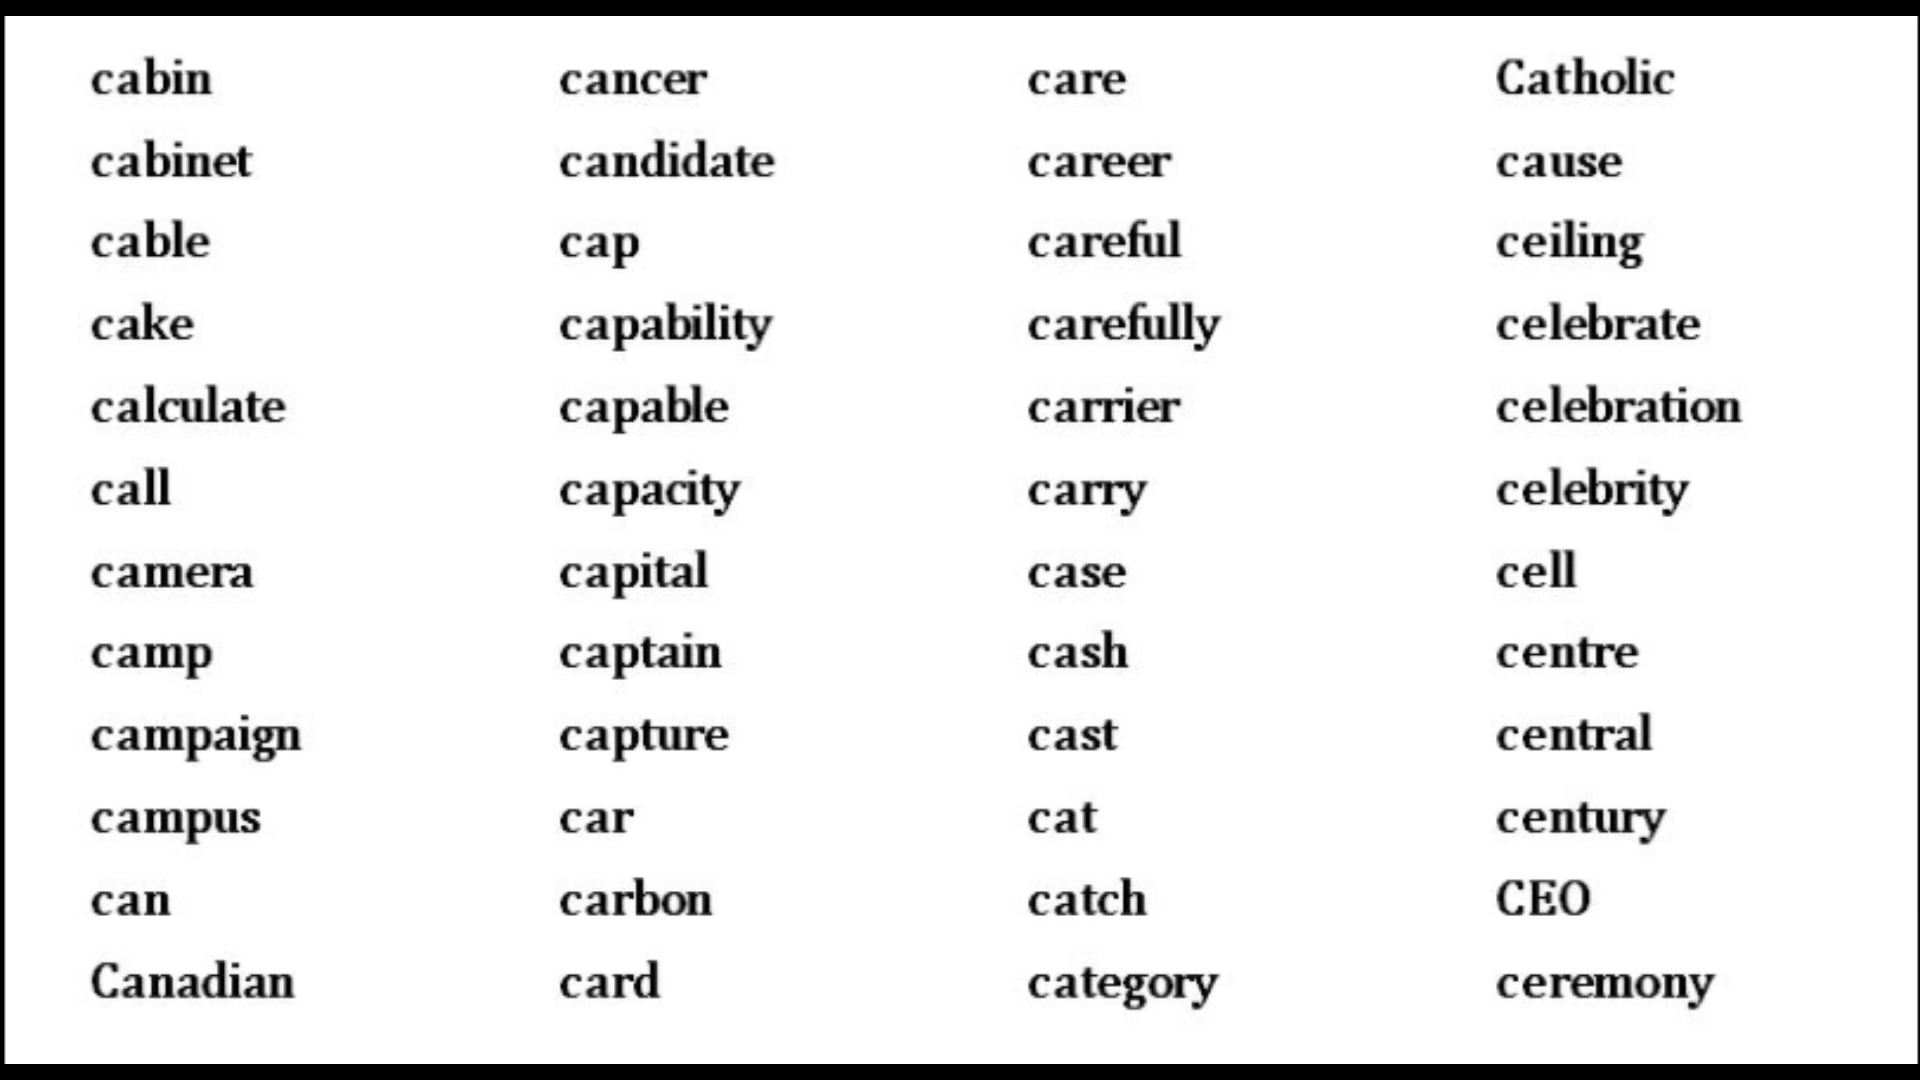 cabin cancer care Catholic
cabinet candidate career cause
cable cap careful ceiling
cake capability carefully celebrate
calculate capable carrier celebration
call capacity carry celebrity
camera capital case cell
camp captain cash centre
campaign capture cast central
campus car cat century
can carbon catch CEO
Canadian card category ceremony